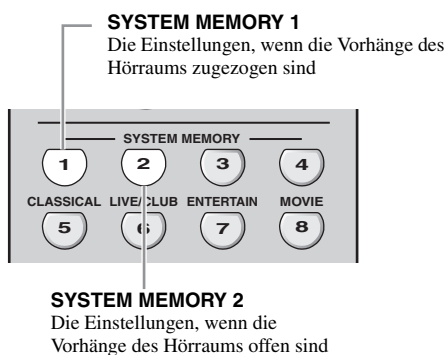 SYSTEM MEMORY 1
Die Einstellungen, wenn die Vorhänge des
Hörraums zugezogen sind
SYSTEM MEMORY
1 2 3 4
CLASSICAL LIVE/CLUB ENTERTAIN MOVIE
5 6 7 8
SYSTEM MEMORY 2
Die Einstellungen, wenn die
Vorhänge des Hörraums offen sind